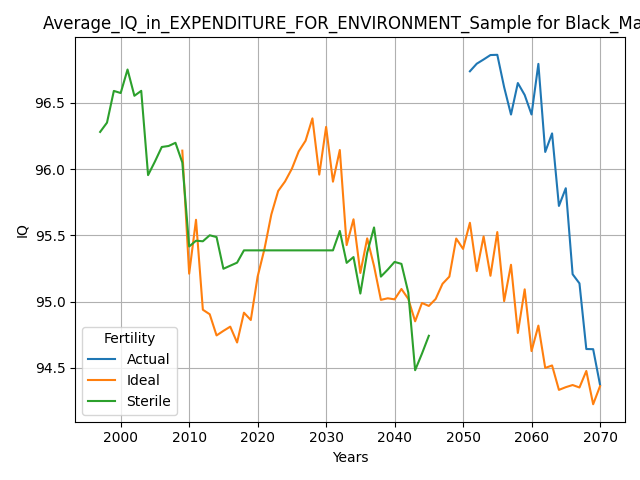 Average_IQ_in_EXPENDITURE_FOR_ENVIRONMENT_Sample for Black_Ma
IQ
96.5
96.0
95.5
95.0
94.5
Fertility
Actual
Ideal
Sterile
2000 2010 2020 2030 2040 2050 2060 2070
Years